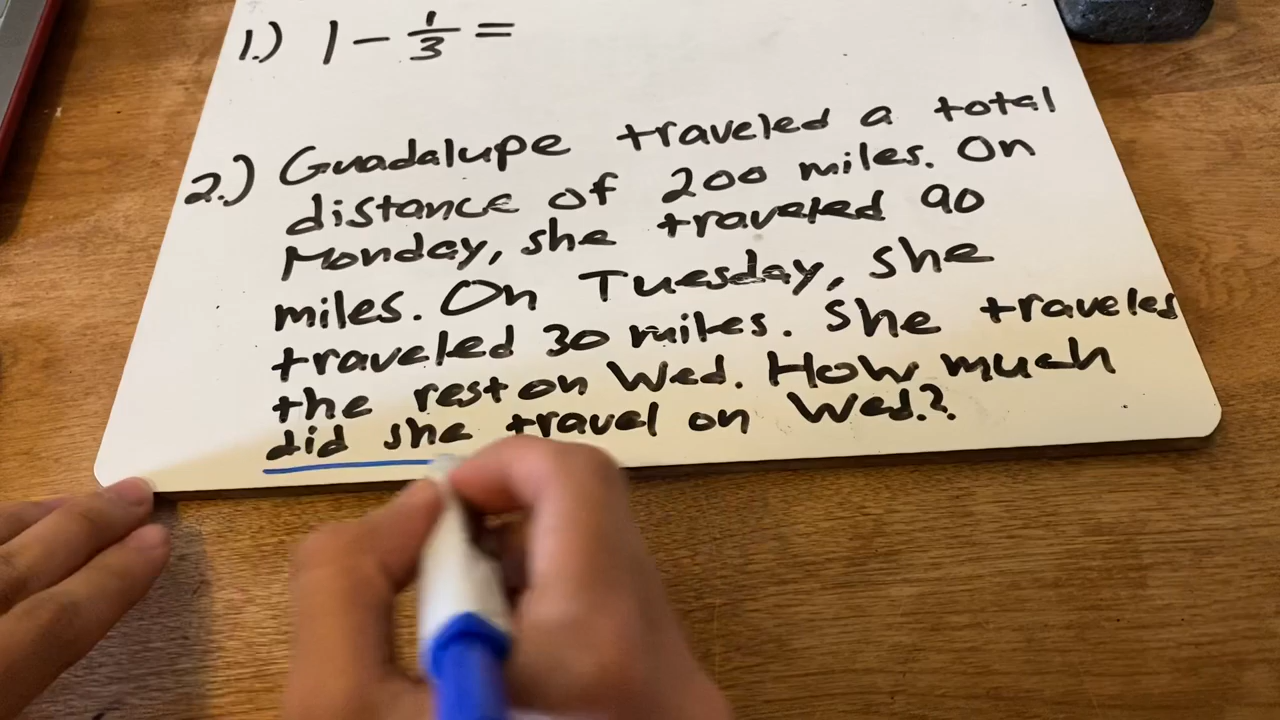 1.) 1 - 1/3 =
2.) Guadalupe traveled a total
distance of 200 miles. On
Monday, she traveled 90
miles. On Tuesday, she
traveled 30 miles. She traveled
the rest on Wed. How much
did she travel on Wed.?